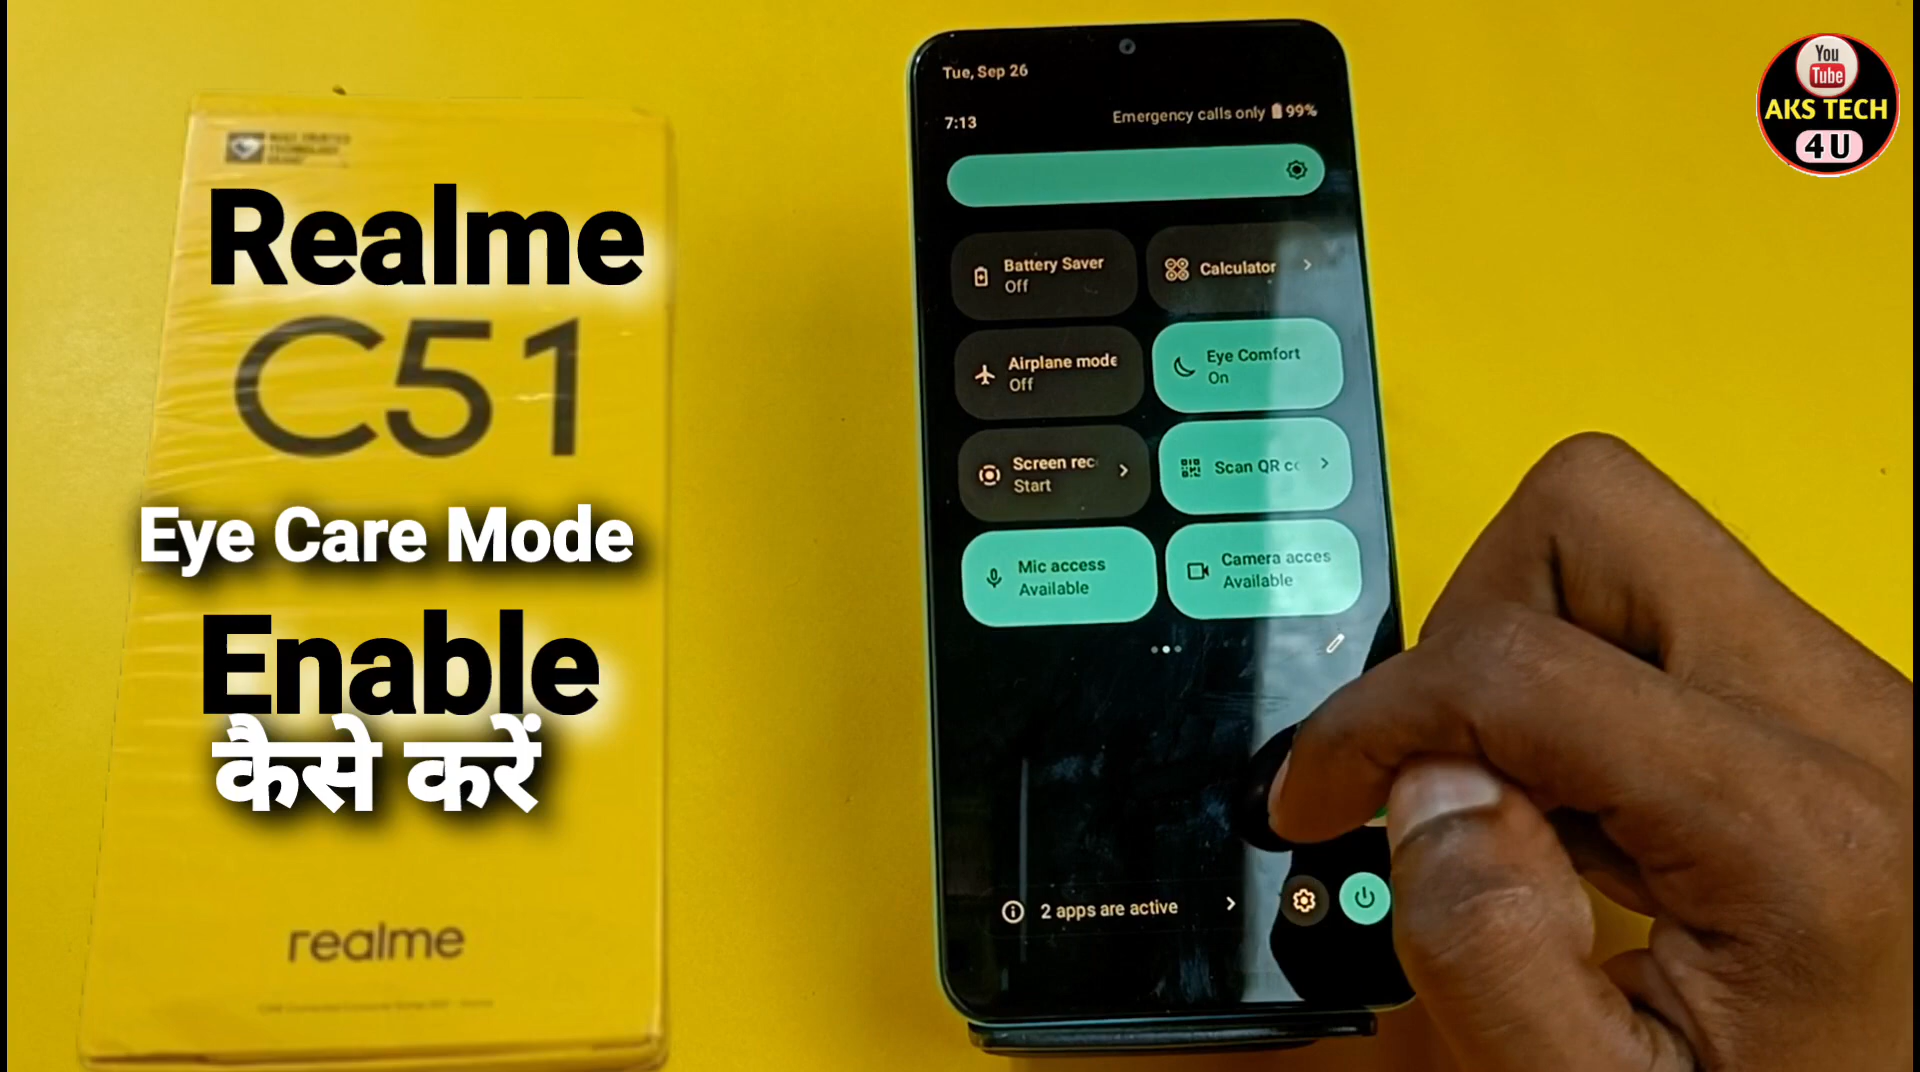 Realme
C51
Eye Care Mode
Enable
कैसे करें
realme
Tue, Sep 26
7:13
Emergency calls only 99%
Battery Saver
Off
Calculator
Airplane mode
Off
Eye Comfort
On
Screen rec
Start
Scan QR co
Mic access
Available
Camera acces
Available
2 apps are active
You
Tube
AKS TECH
4U